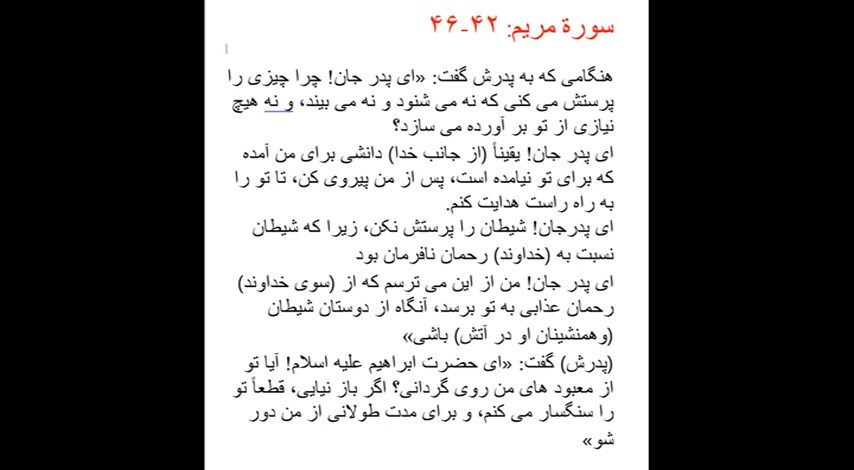 سورة مریم: ۴۲-۴۶
هنگامی که به پدرش گفت: «ای پدر جان! چرا چیزی را
پرستش می کنی که نه می شنود و نه می بیند، و نه هیچ
نیازی از تو بر آورده می سازد؟
ای پدر جان! یقیناً (از جانب خدا) دانشی برای من آمده
که برای تو نیامده است، پس از من پیروی کن، تا تو را
به راه راست هدایت کنم.
ای پدرجان! شیطان را پرستش نکن، زیرا که شیطان
نسبت به (خداوند) رحمان نافرمان بود
ای پدر جان! من از این می ترسم که از (سوی خداوند)
رحمان عذابی به تو برسد، آنگاه از دوستان شیطان
(وهمنشینان او در آتش) باشی»
(پدرش) گفت: «ای حضرت ابراهیم علیه اسلام! آیا تو
از معبود های من روی گردانی؟ اگر باز نیایی، قطعاً تو
را سنگسار می کنم، و برای مدت طولانی از من دور
شو»